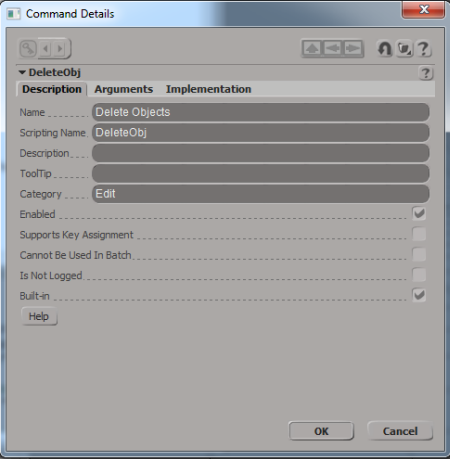 Command Details
DeleteObj
?
Description Arguments Implementation
Name Delete Objects
Scripting Name DeleteObj
Description
ToolTip
Category Edit
Enabled
Supports Key Assignment
Cannot Be Used In Batch
Is Not Logged
Built-in
Help
OK Cancel